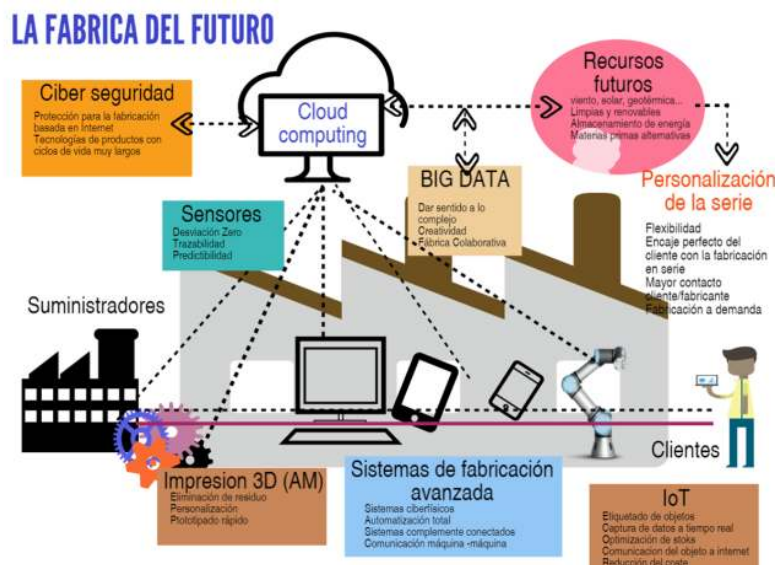 LA FABRICA DEL FUTURO
Ciber seguridad
Protección para la fabricación
basada en Internet
Tecnologías de productos con
ciclos de vida muy largos
Cloud
computing
Recursos
futuros
viento, solar, geotérmica...
Limpias y renovables
Almacenamiento de energía
Materias primas alternativas
BIG DATA
Dar sentido a lo
complejo
Creatividad
Fábrica Colaborativa
Personalización
de la serie
Flexibilidad
Encaje perfecto del
cliente con la fabricación
en serie
Mayor contacto
cliente/fabricante
Fabricación a demanda
Sensores
Desviación Zero
Trazabilidad
Predictibilidad
Suministradores
Clientes
Impresion 3D (AM)
Eliminación de residuo
Personalización
Ptototipado rápido
Sistemas de fabricación
avanzada
Sistemas ciberfísicos
Automatización total
Sistemas complemente conectados
Comunicación máquina -máquina
IoT
Etiquetado de objetos
Captura de datos a tiempo real
Optimización de stoks
Comunicacion del objeto a internet
Reducción del coste